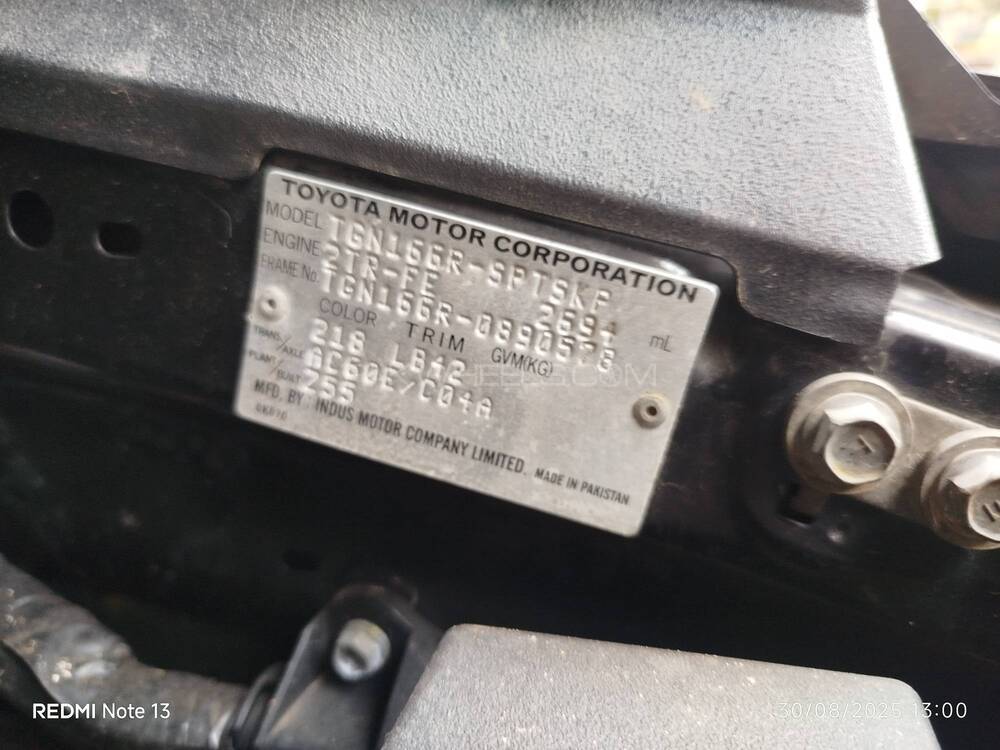 TOYOTA MOTOR CORPORATION
MODEL TGN166R-SPTSKP
ENGINE 2TR-FE 2694 mL
FRAME No. TGN166R-0890578
COLOR TRIM GVM(KG)
218 LB42
TRANS./AXLE AC60E/C04A
PLANT/BUILT Z55
MFD. BY: INDUS MOTOR COMPANY LIMITED. MADE IN PAKISTAN
REDMI Note 13
30/08/2025 13:00